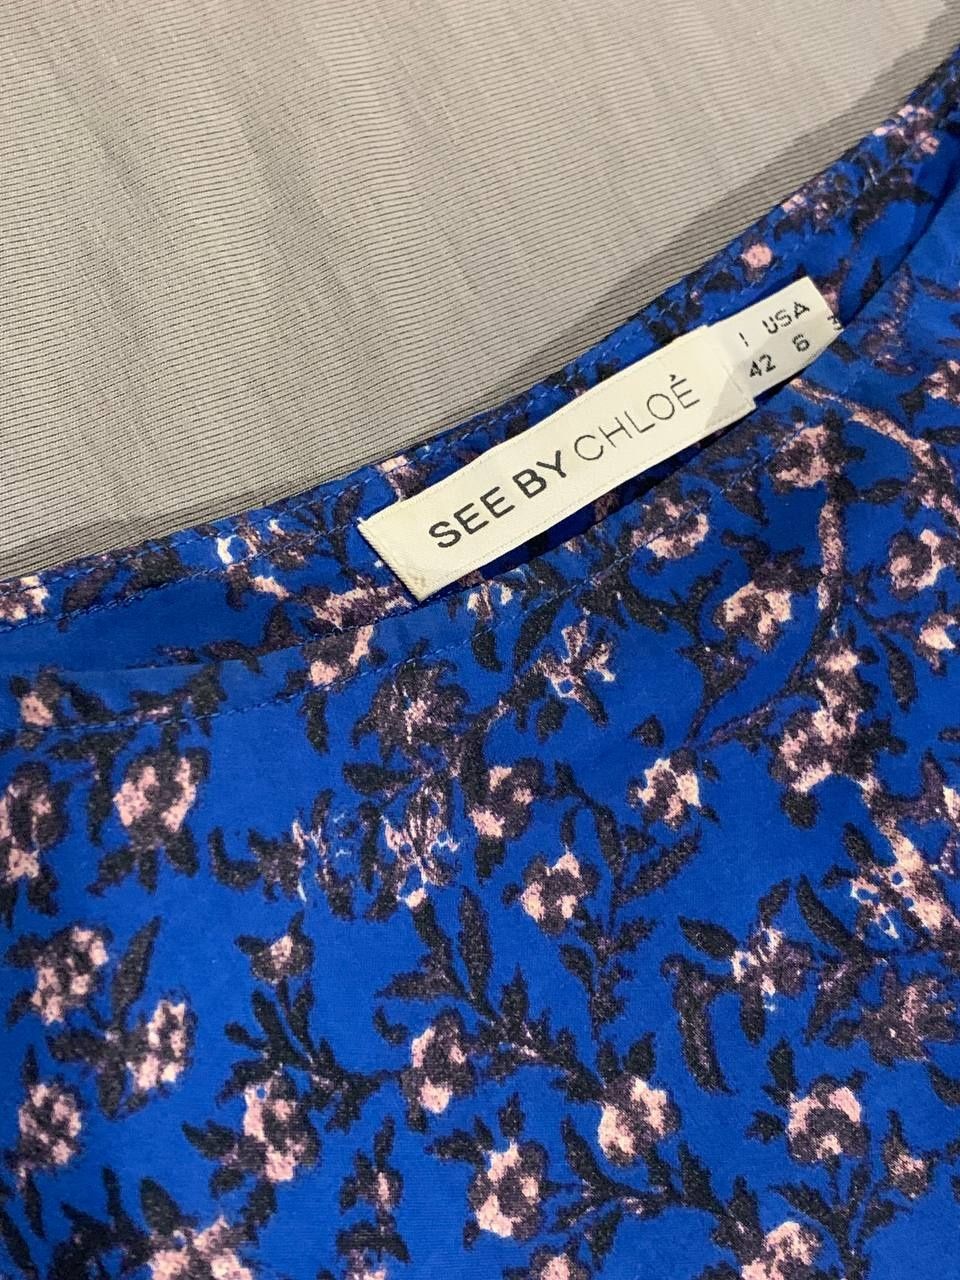 SEE BY CHLOÉ
I USA
42 6